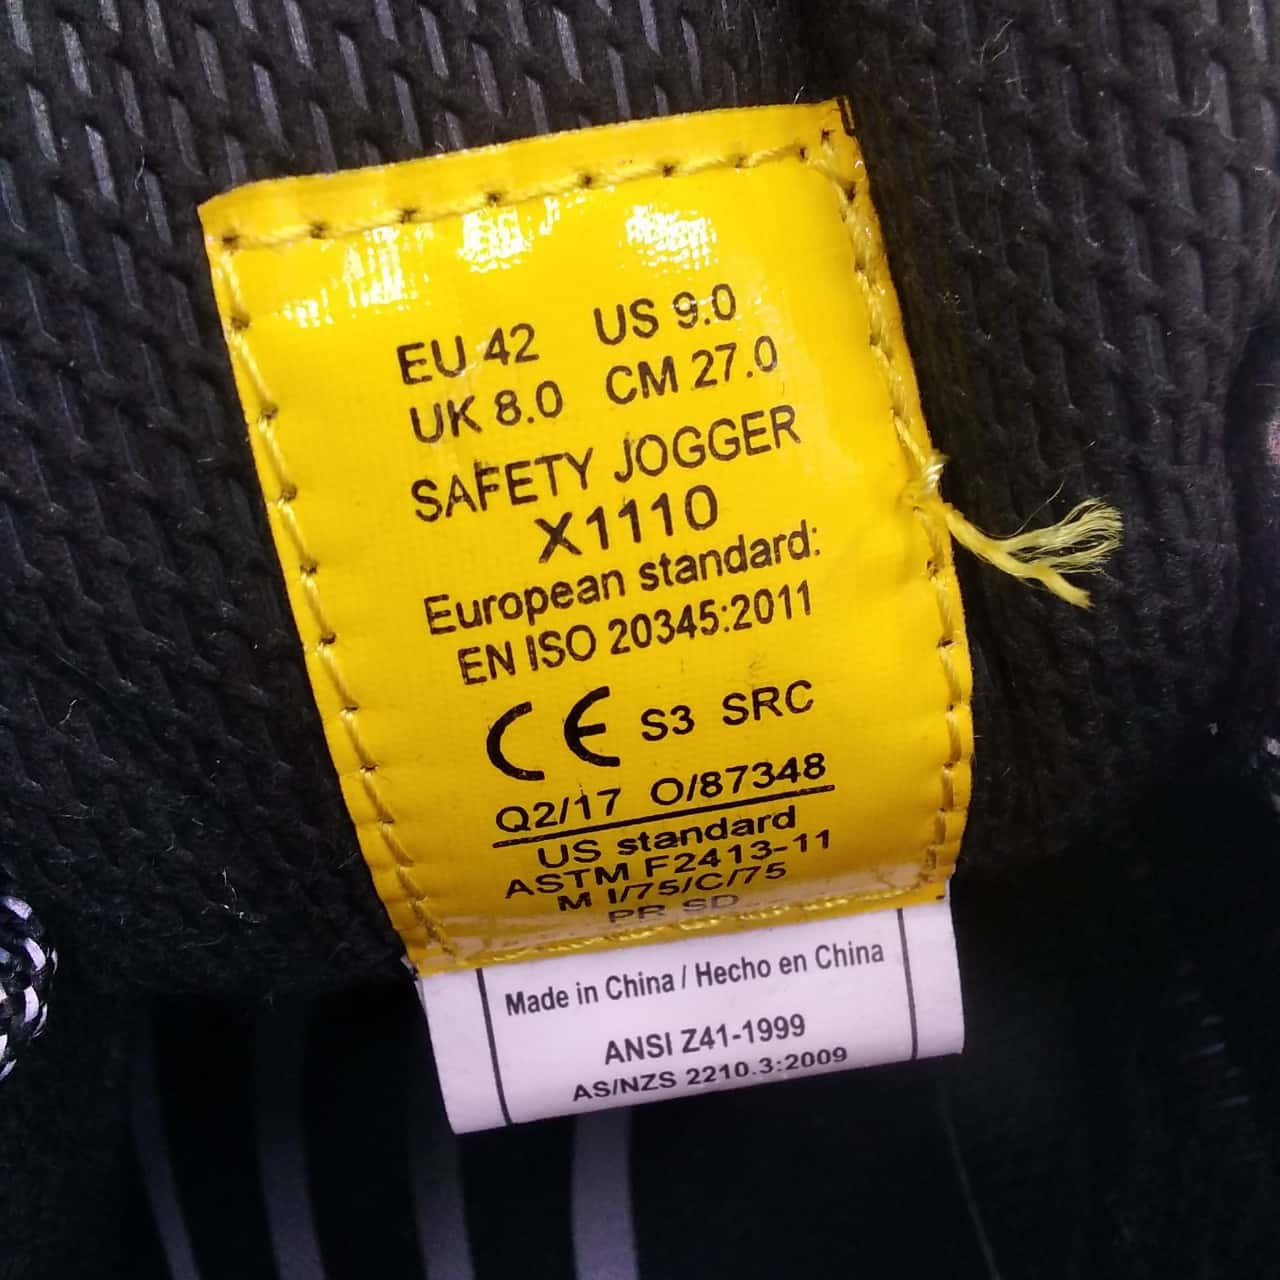 EU 42 US 9.0
UK 8.0 CM 27.0
SAFETY JOGGER
X1110
European standard:
EN ISO 20345:2011
CE S3 SRC
Q2/17 O/87348
US standard
ASTM F2413-11
M I/75/C/75
PR SD
Made in China / Hecho en China
ANSI Z41-1999
AS/NZS 2210.3:2009